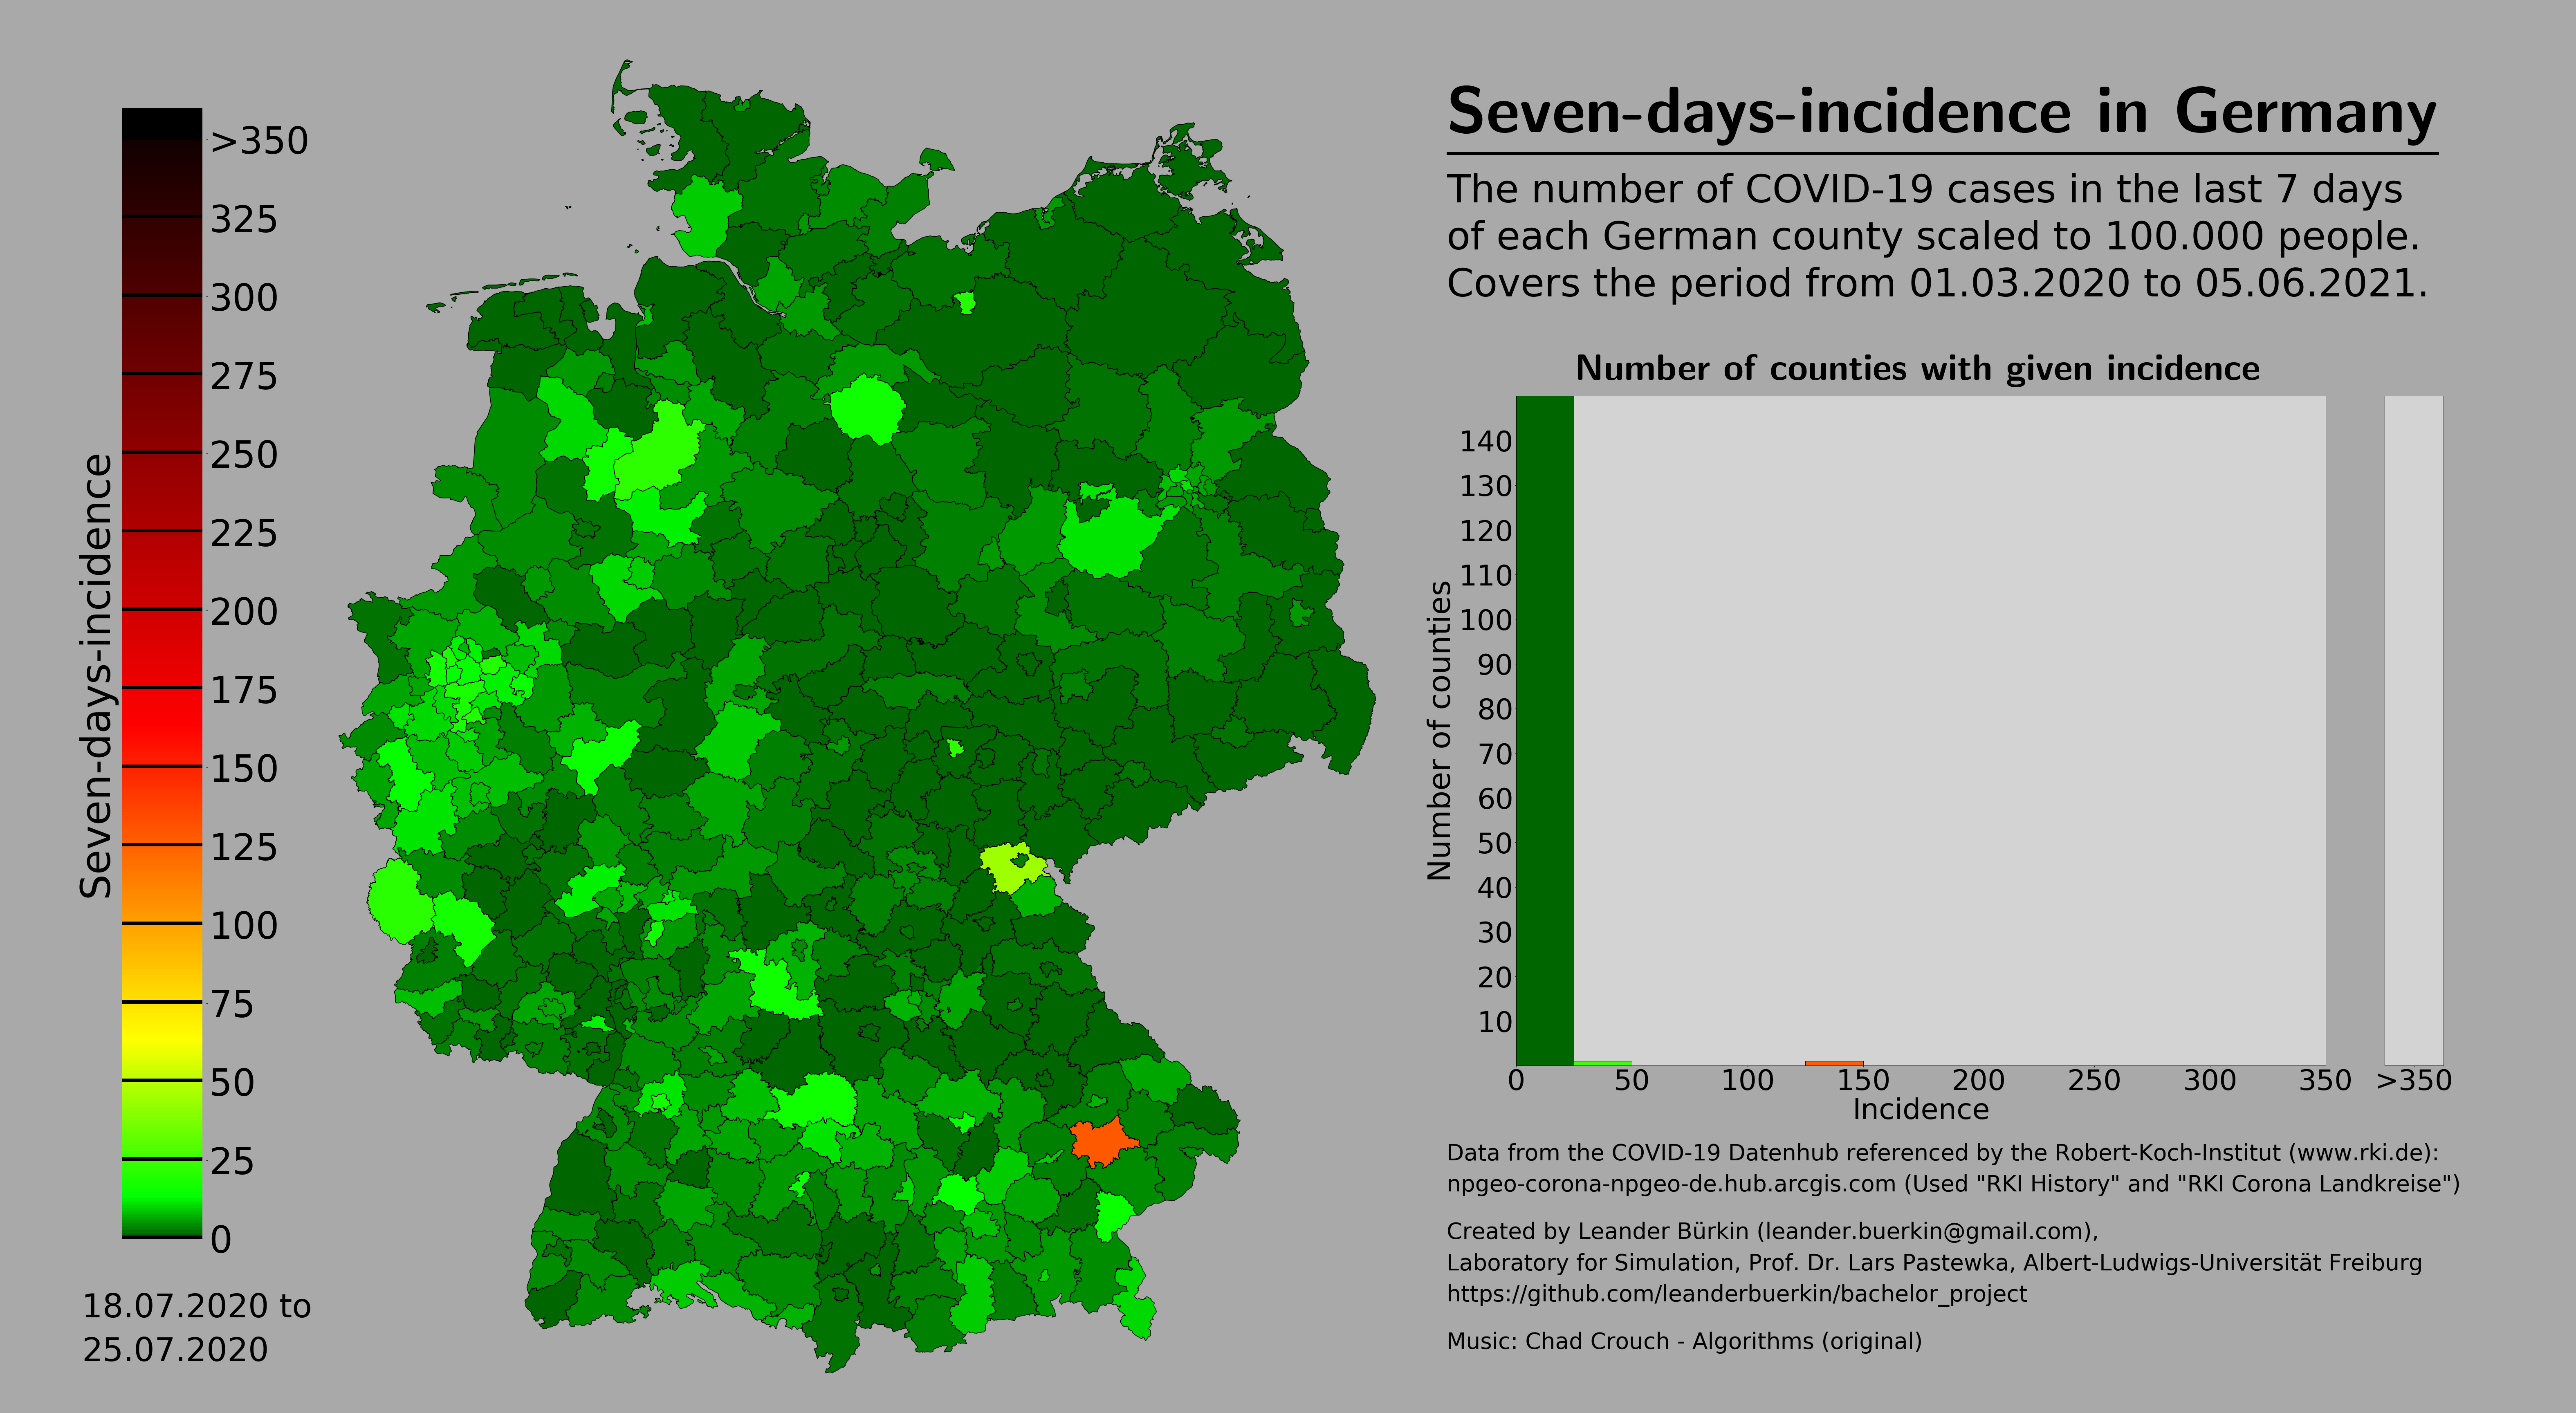 Seven-days-incidence in Germany
The number of COVID-19 cases in the last 7 days
of each German county scaled to 100.000 people.
Covers the period from 01.03.2020 to 05.06.2021.
Seven-days-incidence
>350
325
300
275
250
225
200
175
150
125
100
75
50
25
0
18.07.2020 to
25.07.2020
Number of counties with given incidence
Number of counties
140
130
120
110
100
90
80
70
60
50
40
30
20
10
0 50 100 150 200 250 300 350 >350
Incidence
Data from the COVID-19 Datenhub referenced by the Robert-Koch-Institut (www.rki.de):
npgeo-corona-npgeo-de.hub.arcgis.com (Used "RKI History" and "RKI Corona Landkreise")
Created by Leander Bürkin (leander.buerkin@gmail.com),
Laboratory for Simulation, Prof. Dr. Lars Pastewka, Albert-Ludwigs-Universität Freiburg
https://github.com/leanderbuerkin/bachelor_project
Music: Chad Crouch - Algorithms (original)